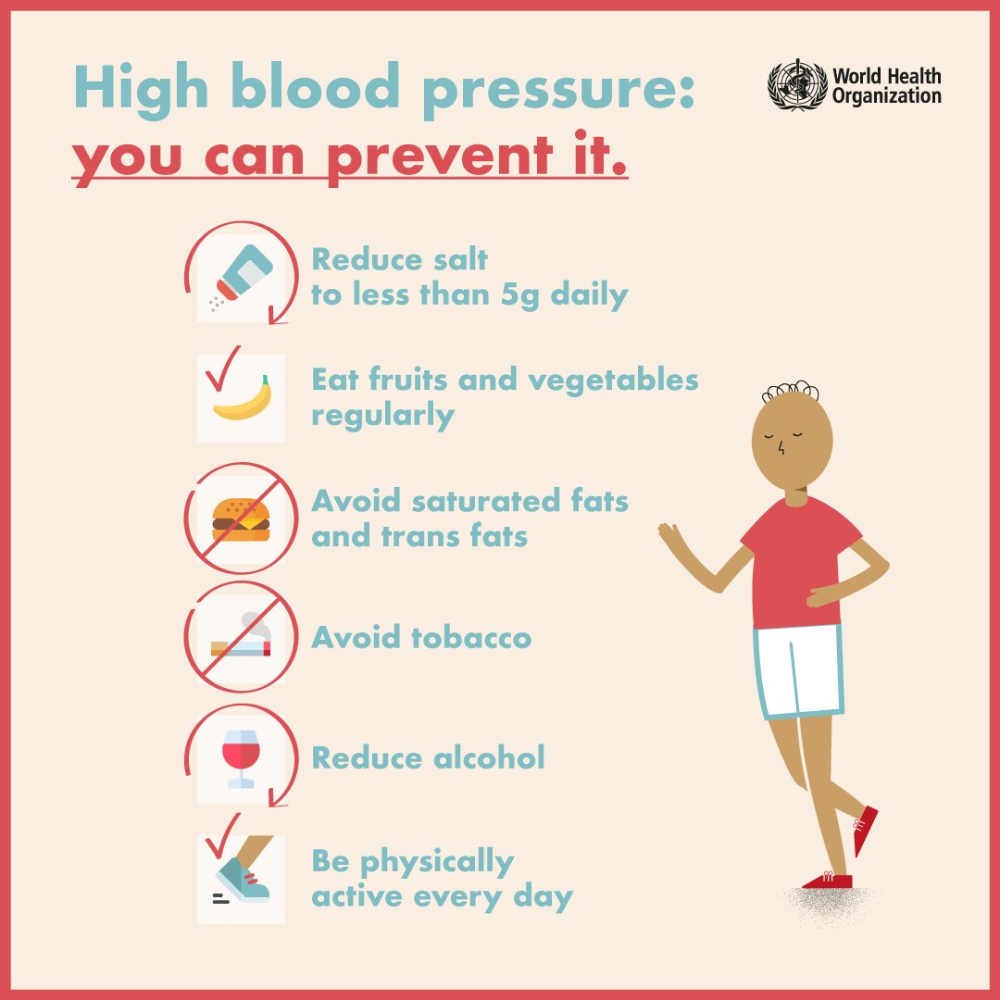 High blood pressure:
you can prevent it.
World Health
Organization
Reduce salt
to less than 5g daily
Eat fruits and vegetables
regularly
Avoid saturated fats
and trans fats
Avoid tobacco
Reduce alcohol
Be physically
active every day